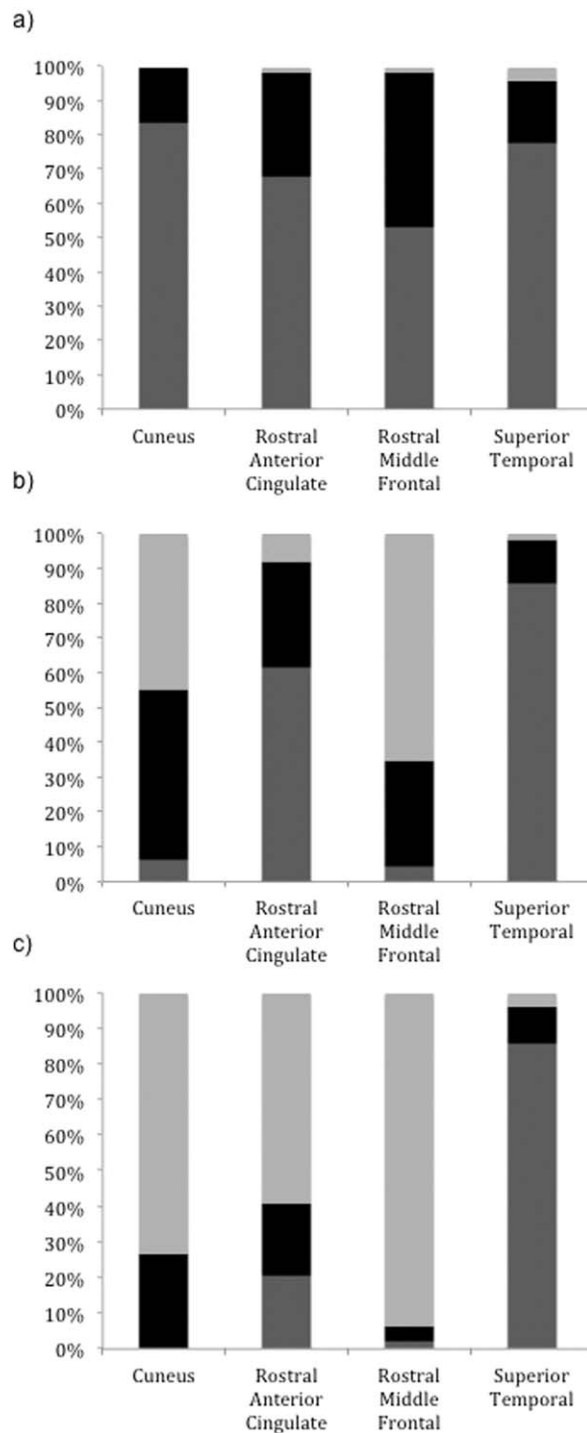 a)
100%
90%
80%
70%
60%
50%
40%
30%
20%
10%
0%
Cuneus
Rostral
Anterior
Cingulate
Rostral
Middle
Frontal
Superior
Temporal
b)
100%
90%
80%
70%
60%
50%
40%
30%
20%
10%
0%
Cuneus
Rostral
Anterior
Cingulate
Rostral
Middle
Frontal
Superior
Temporal
c)
100%
90%
80%
70%
60%
50%
40%
30%
20%
10%
0%
Cuneus
Rostral
Anterior
Cingulate
Rostral
Middle
Frontal
Superior
Temporal